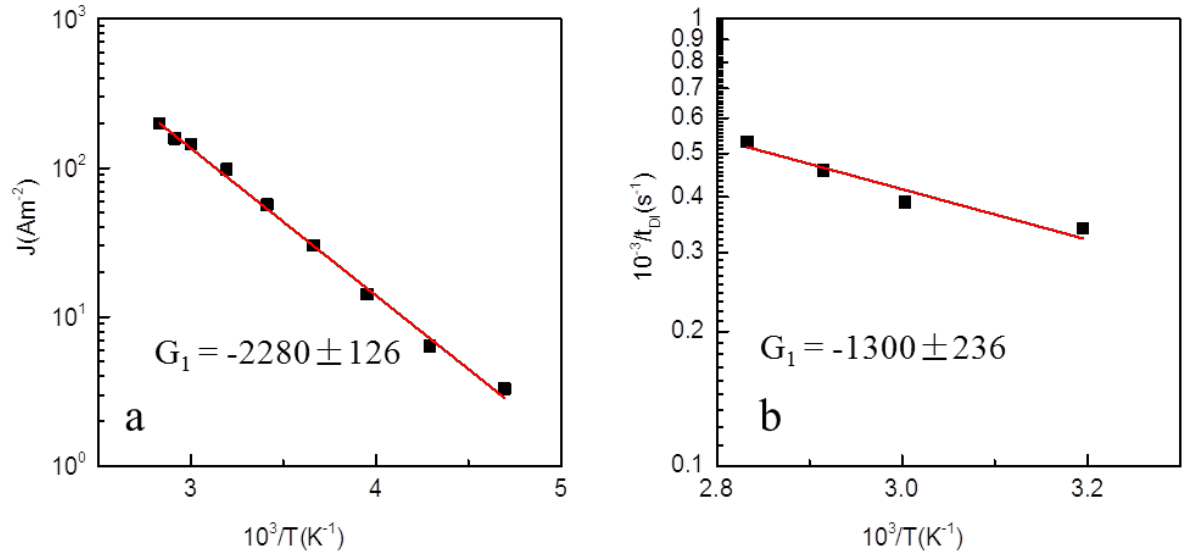 10³
10²
10¹
10⁰
J(Am⁻²)
G₁ = -2280±126
a
3
4
5
10³/T(K⁻¹)
1
0.9
0.8
0.7
0.6
0.5
0.4
0.3
0.2
0.1
10⁻³/t_DI(s⁻¹)
G₁ = -1300±236
b
2.8
3.0
3.2
10³/T(K⁻¹)